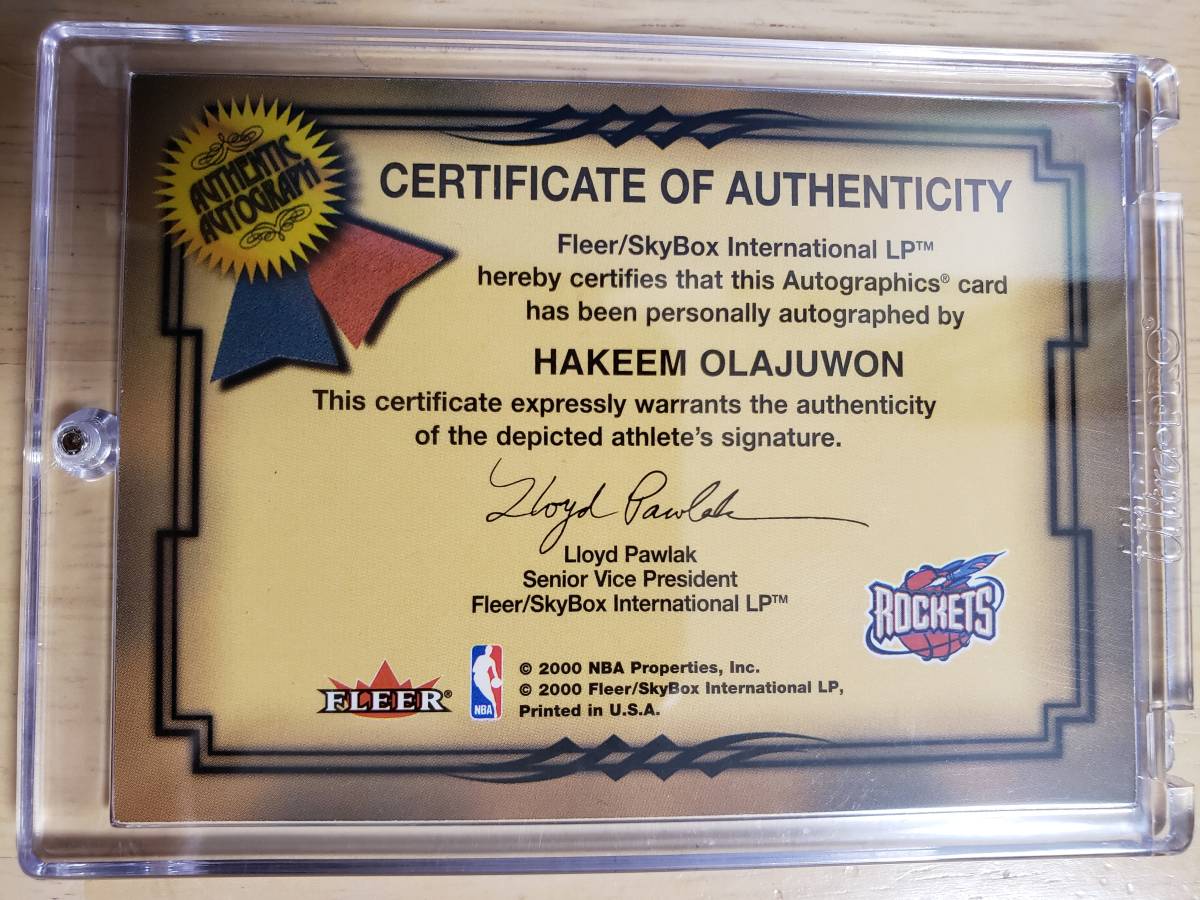 AUTHENTIC
AUTOGRAPH
CERTIFICATE OF AUTHENTICITY
Fleer/SkyBox International LP™
hereby certifies that this Autographics® card
has been personally autographed by
HAKEEM OLAJUWON
This certificate expressly warrants the authenticity
of the depicted athlete's signature.
Lloyd Pawlak
Lloyd Pawlak
Senior Vice President
Fleer/SkyBox International LP™
ROCKETS
FLEER®
NBA
© 2000 NBA Properties, Inc.
© 2000 Fleer/SkyBox International LP,
Printed in U.S.A.